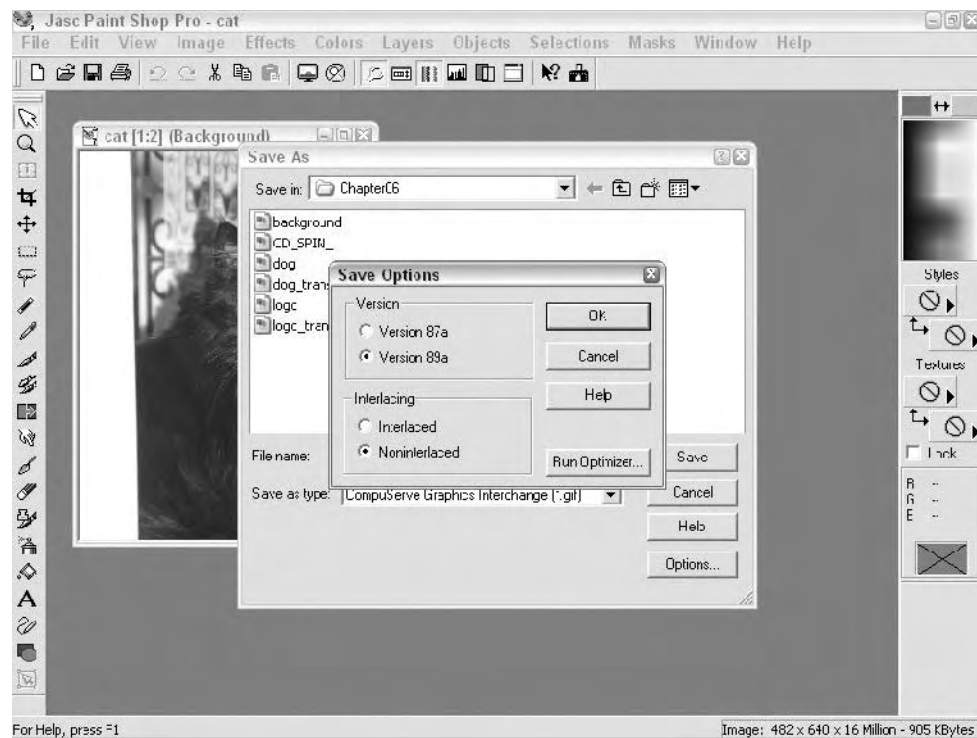 Jasc Paint Shop Pro - cat
File Edit View Image Effects Colors Layers Objects Selections Masks Window Help
cat [1:2] (Background)
Save As
Save in: ChapterC6
background
CD_SPIN_
dog
dog_trans
logo
logo_tran
Save Options
Version
Version 87a
Version 89a
OK
Cancel
Help
Interlacing
Interlaced
Noninterlaced
Run Optimizer...
File name:
Save
Save as type: CompuServe Graphics Interchange (*.gif)
Cancel
Help
Options...
Styles
Textures
Lock
R --
G --
For Help, press F1
Image: 482 x 640 x 16 Million - 905 KBytes